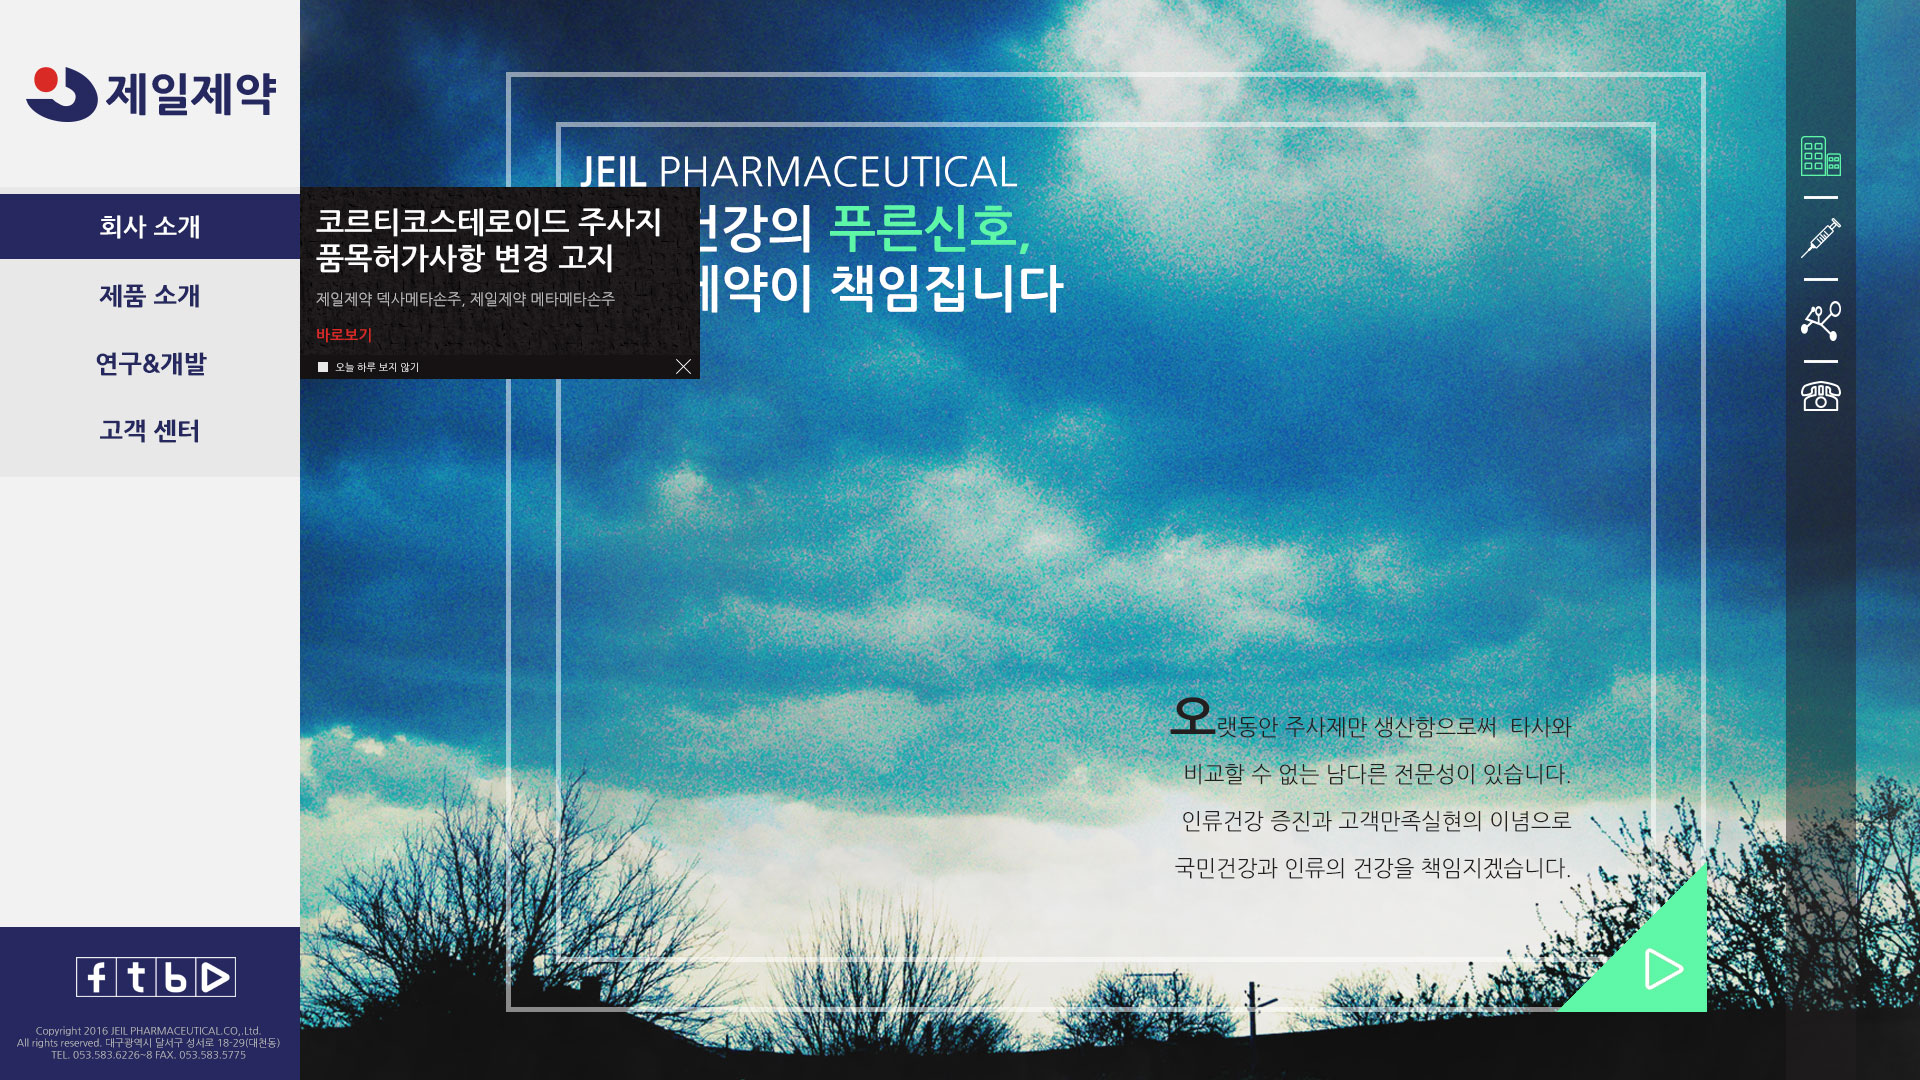 제일제약
회사 소개
제품 소개
연구&개발
고객 센터
JEIL PHARMACEUTICAL
건강의 푸른신호,
제약이 책임집니다
코르티코스테로이드 주사지
품목허가사항 변경 고지
제일제약 덱사메타손주, 제일제약 메타메타손주
바로보기
오늘 하루 보지 않기
오랫동안 주사제만 생산함으로써 타사와
비교할 수 없는 남다른 전문성이 있습니다.
인류건강 증진과 고객만족실현의 이념으로
국민건강과 인류의 건강을 책임지겠습니다.
Copyright 2016 JEIL PHARMACEUTICAL.CO,.Ltd.
All rights reserved. 대구광역시 달서구 성서로 18-29(대천동)
TEL. 053.583.6226~8 FAX. 053.583.5775